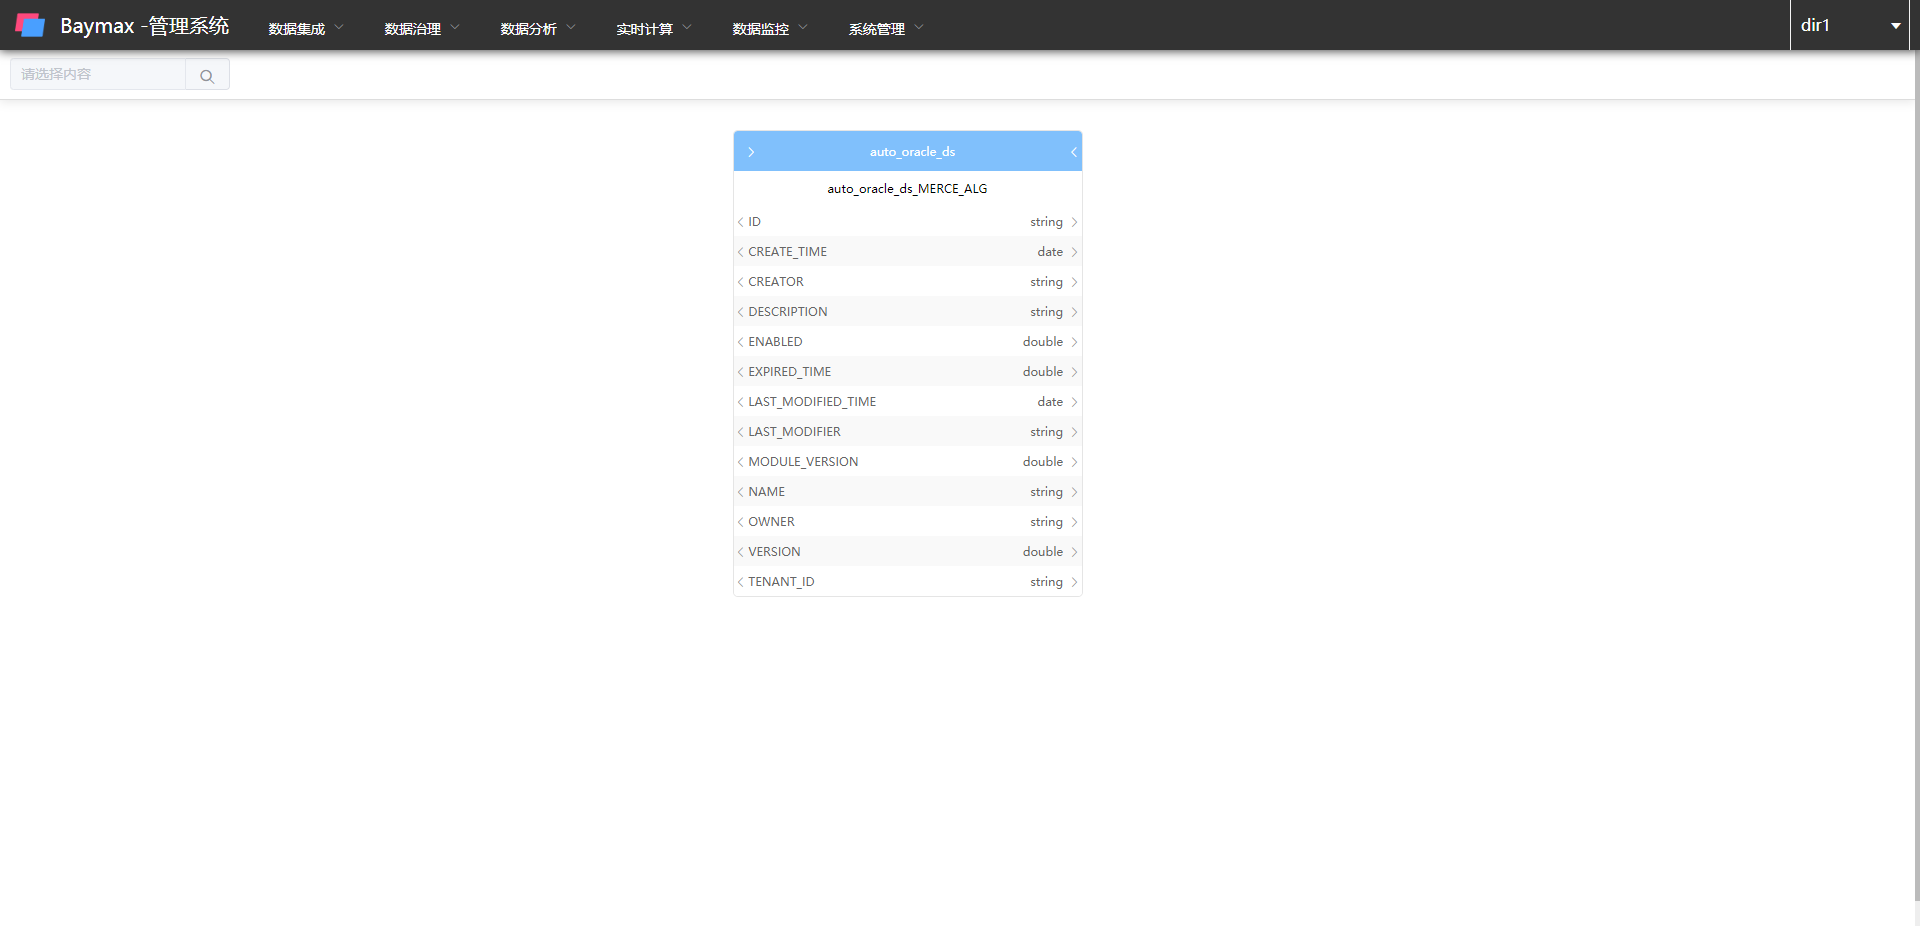 Baymax -管理系统 数据集成 数据治理 数据分析 实时计算 数据监控 系统管理 dir1
请选择内容
auto_oracle_ds
auto_oracle_ds_MERCE_ALG
ID string
CREATE_TIME date
CREATOR string
DESCRIPTION string
ENABLED double
EXPIRED_TIME double
LAST_MODIFIED_TIME date
LAST_MODIFIER string
MODULE_VERSION double
NAME string
OWNER string
VERSION double
TENANT_ID string